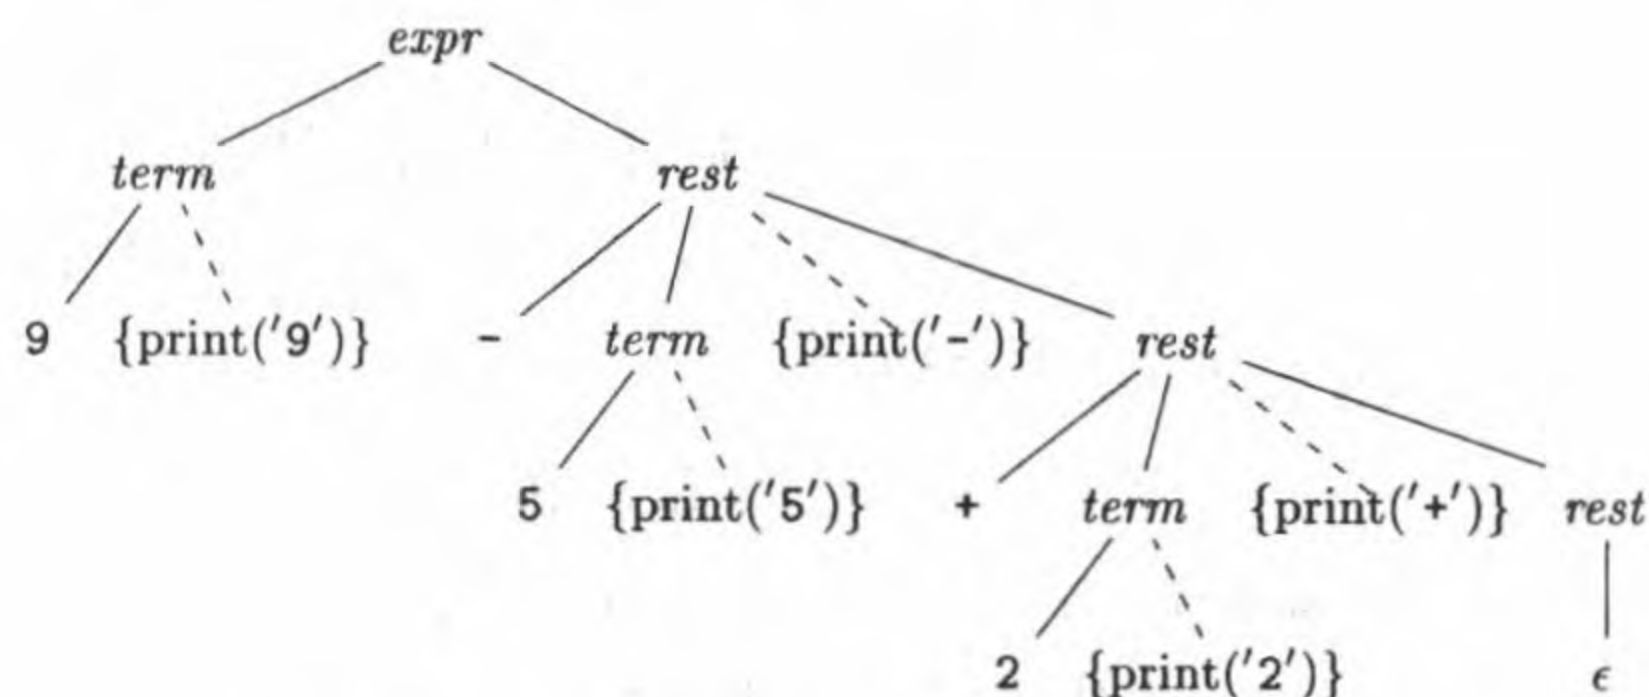 expr
term rest
9 {print('9')} - term {print('-')} rest
5 {print('5')} + term {print('+')} rest
2 {print('2')} ϵ